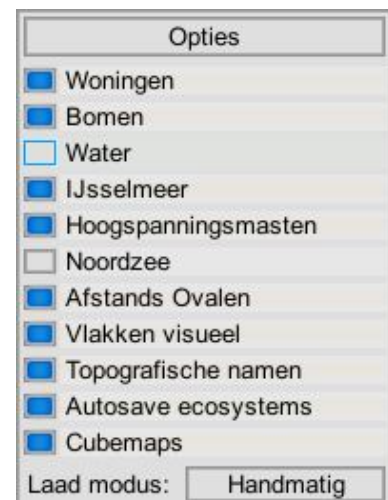 Opties
Woningen
Bomen
Water
IJsselmeer
Hoogspanningsmasten
Noordzee
Afstands Ovalen
Vlakken visueel
Topografische namen
Autosave ecosystems
Cubemaps
Laad modus: Handmatig